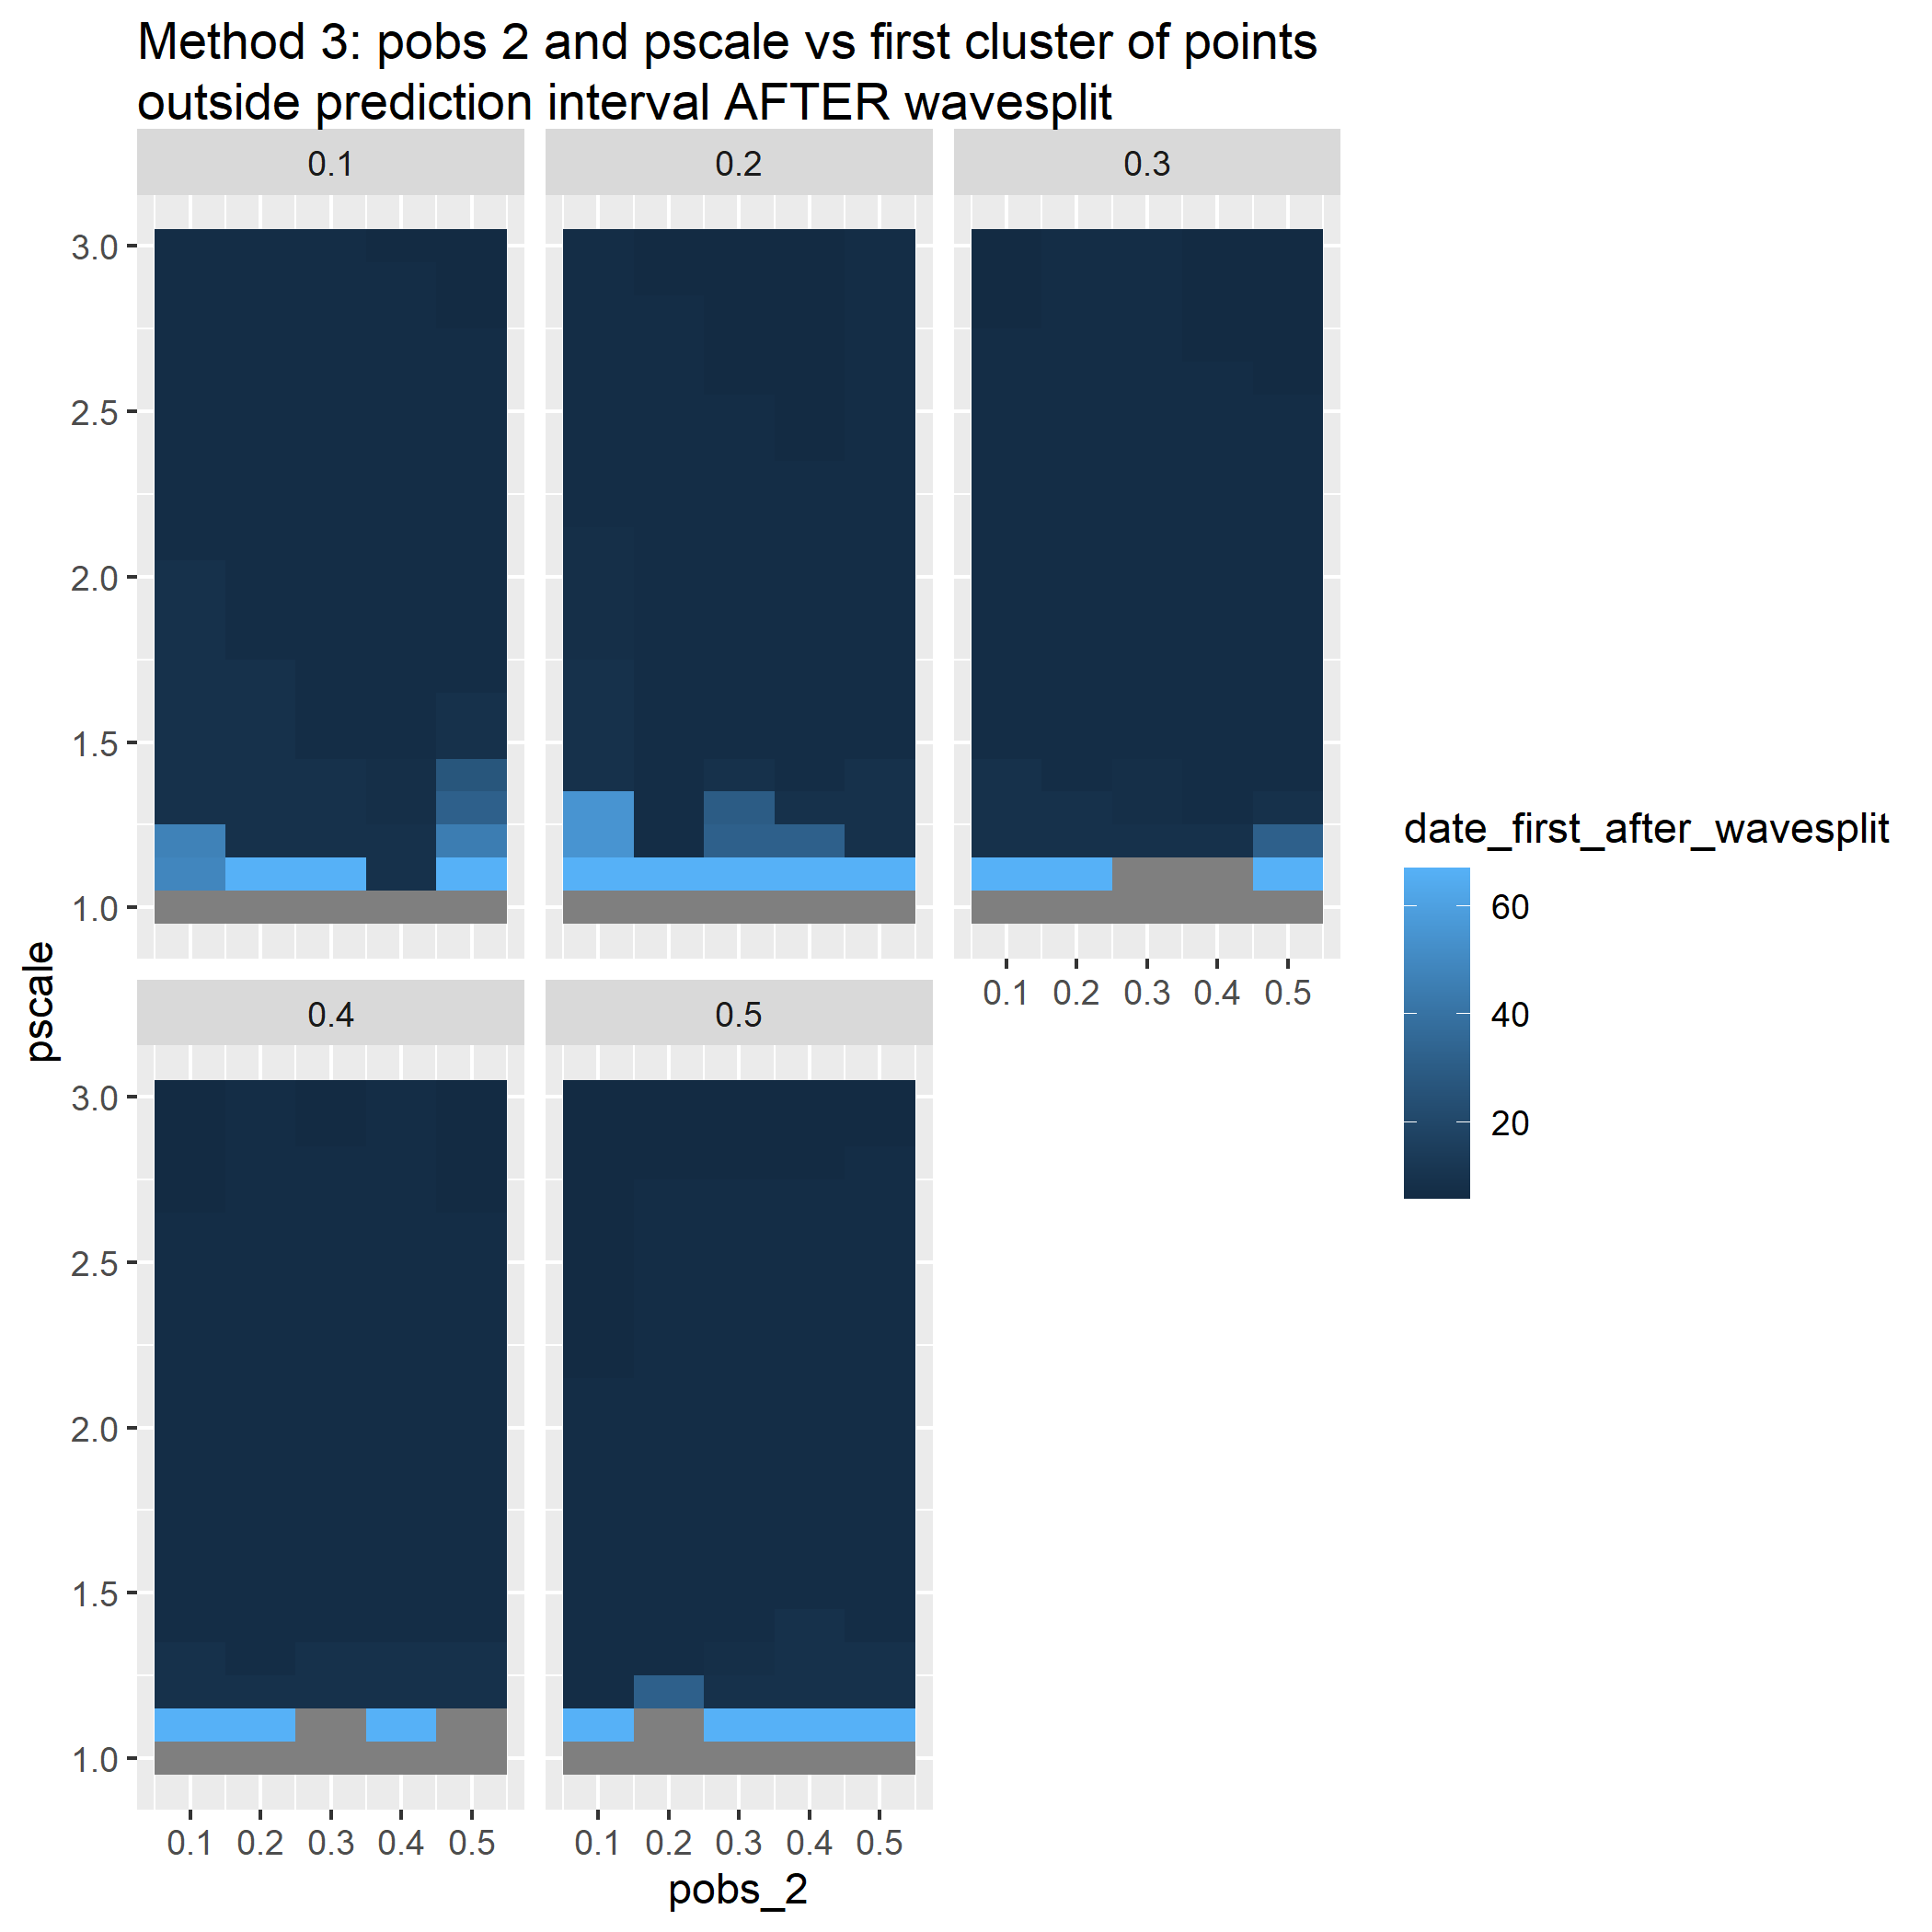 Method 3: pobs 2 and pscale vs first cluster of points
outside prediction interval AFTER wavesplit
0.1
0.2
0.3
3.0
2.5
2.0
1.5
1.0
0.1 0.2 0.3 0.4 0.5
0.4
0.5
3.0
2.5
2.0
1.5
1.0
0.1 0.2 0.3 0.4 0.5
0.1 0.2 0.3 0.4 0.5
pscale
pobs_2
date_first_after_wavesplit
60
40
20